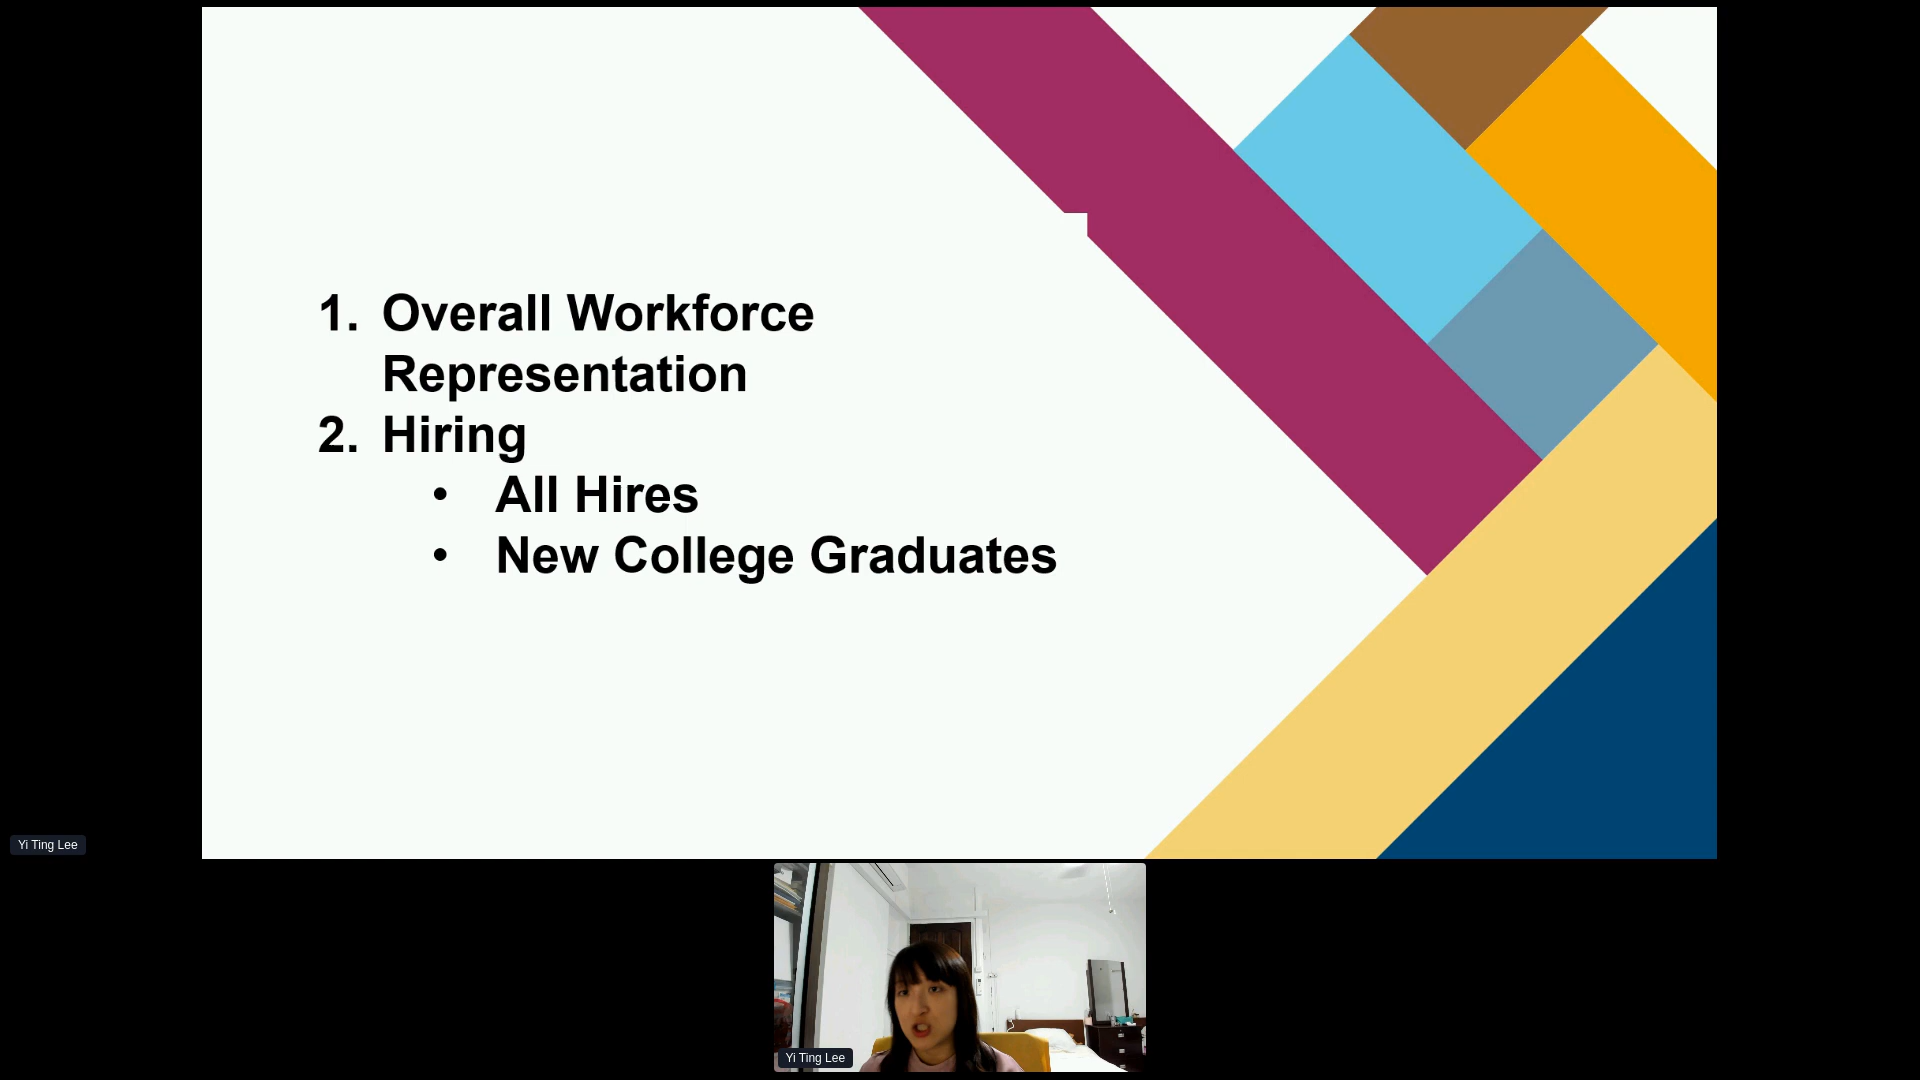 1. Overall Workforce
Representation
2. Hiring
• All Hires
• New College Graduates
Yi Ting Lee
Yi Ting Lee